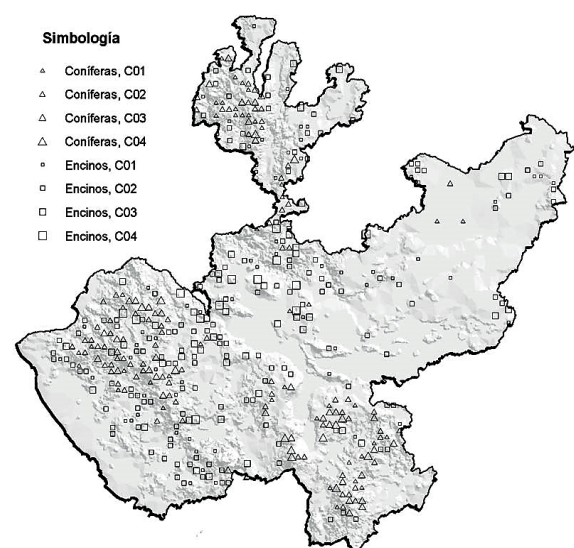 Simbología
Coníferas, C01
Coníferas, C02
Coníferas, C03
Coníferas, C04
Encinos, C01
Encinos, C02
Encinos, C03
Encinos, C04